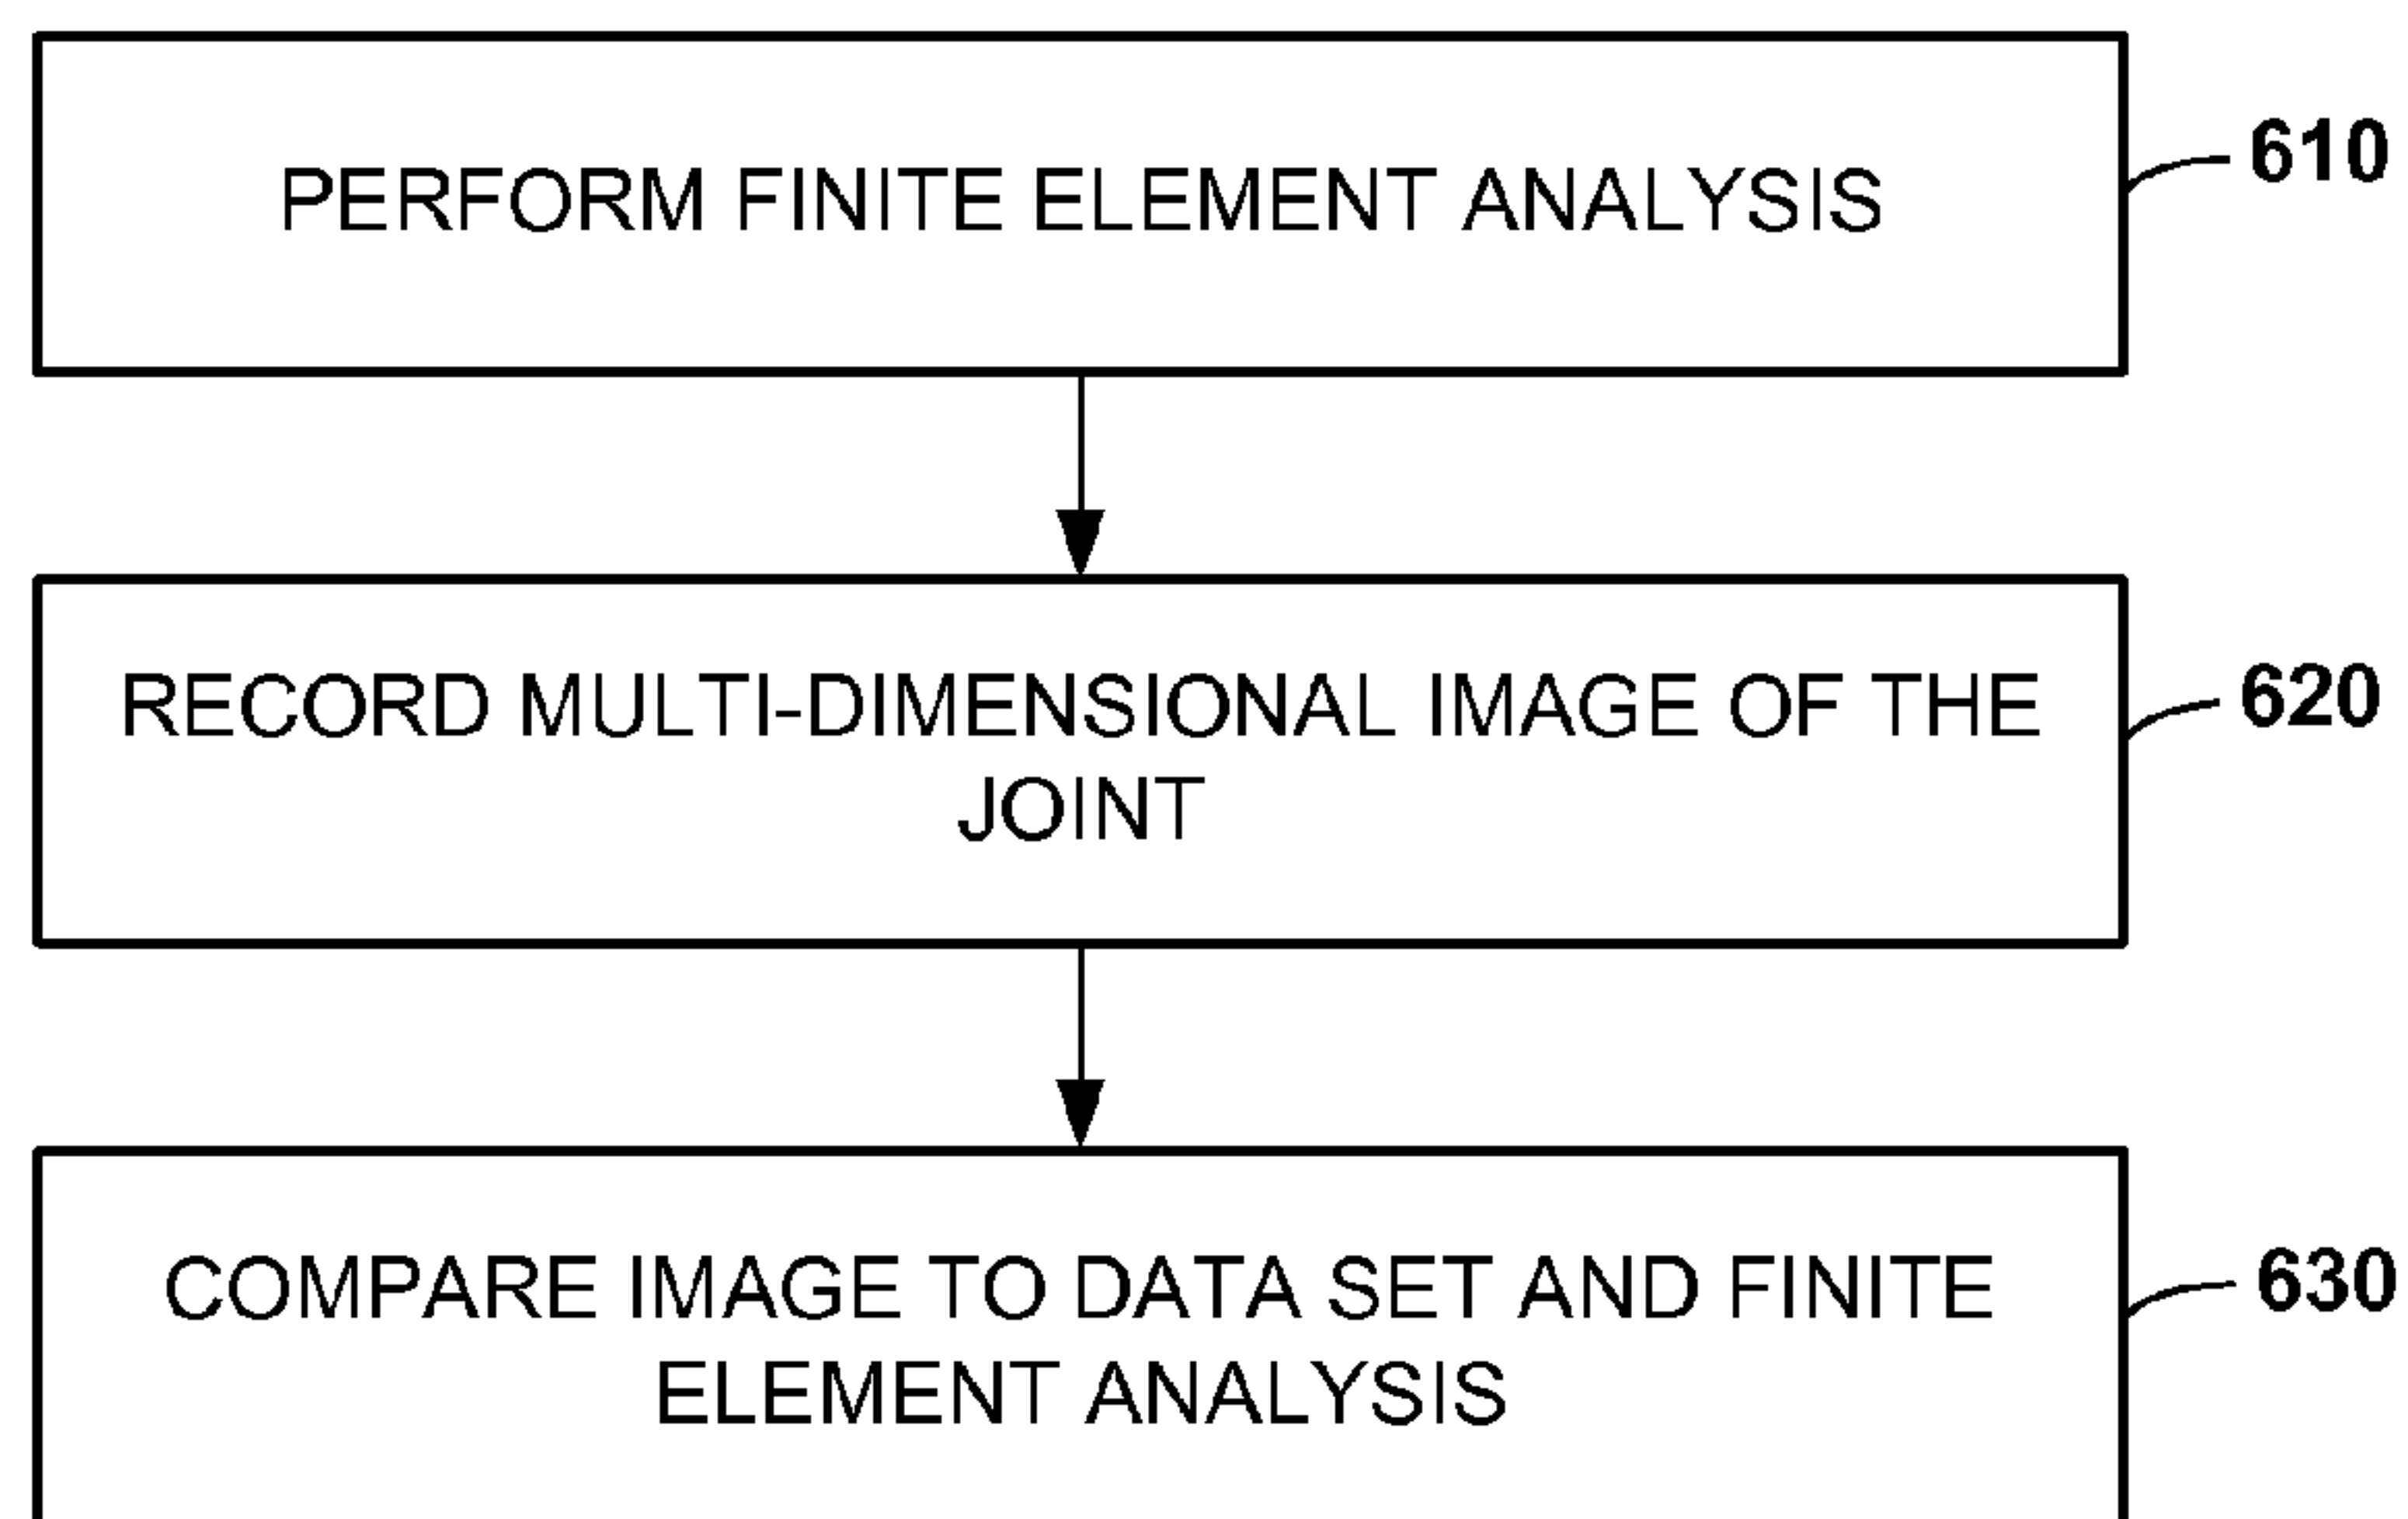 PERFORM FINITE ELEMENT ANALYSIS
610
RECORD MULTI-DIMENSIONAL IMAGE OF THE
JOINT
620
COMPARE IMAGE TO DATA SET AND FINITE
ELEMENT ANALYSIS
630